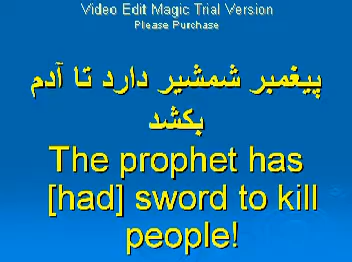 Video Edit Magic Trial Version
Please Purchase
پیغمبر شمشیر دارد تا آدم
بکشد
The prophet has
[had] sword to kill
people!